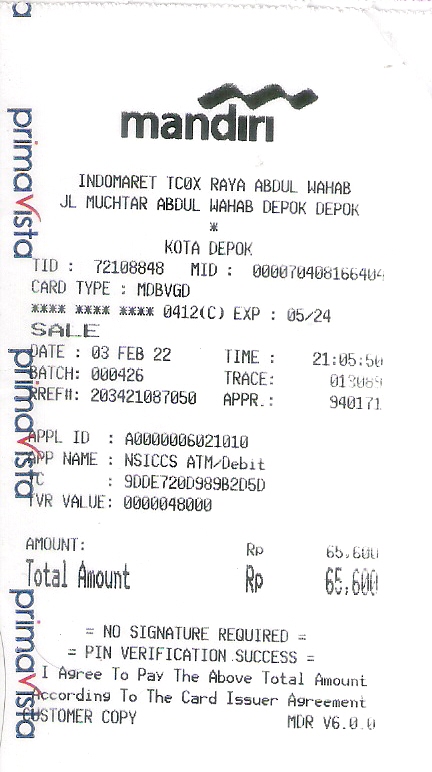 mandiri
INDOMARET TC0X RAYA ABDUL WAHAB
JL MUCHTAR ABDUL WAHAB DEPOK DEPOK
*
KOTA DEPOK
TID : 72108848 MID : 000070408166404
CARD TYPE : MDBVGD
**** **** **** 0412(C) EXP : 05/24
SALE
DATE : 03 FEB 22 TIME : 21:05:50
BATCH: 000426 TRACE: 013089
RREF#: 203421087050 APPR.: 940171
APPL ID : A0000006021010
APP NAME : NSICCS ATM/Debit
TC : 9DDE720D989B2D5D
TVR VALUE: 0000048000
AMOUNT: Rp 65,600
Total Amount Rp 65,600
= NO SIGNATURE REQUIRED =
= PIN VERIFICATION SUCCESS =
I Agree To Pay The Above Total Amount
According To The Card Issuer Agreement
CUSTOMER COPY MDR V6.0.0
primavista
primavista
primavista